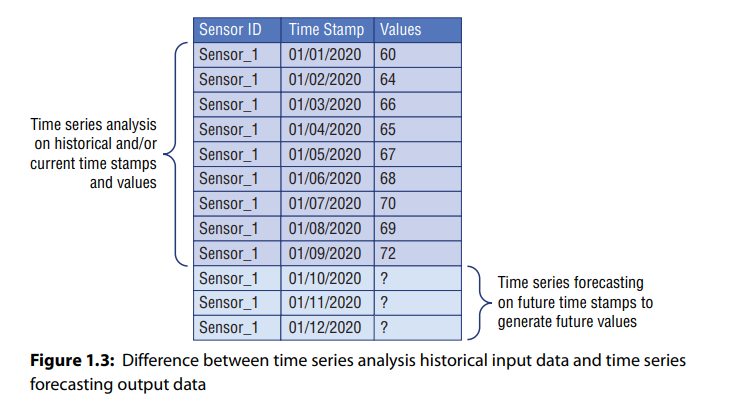 Sensor ID Time Stamp Values
Sensor_1 01/01/2020 60
Sensor_1 01/02/2020 64
Sensor_1 01/03/2020 66
Sensor_1 01/04/2020 65
Sensor_1 01/05/2020 67
Sensor_1 01/06/2020 68
Sensor_1 01/07/2020 70
Sensor_1 01/08/2020 69
Sensor_1 01/09/2020 72
Sensor_1 01/10/2020 ?
Sensor_1 01/11/2020 ?
Sensor_1 01/12/2020 ?
Time series analysis
on historical and/or
current time stamps
and values
Time series forecasting
on future time stamps to
generate future values
Figure 1.3: Difference between time series analysis historical input data and time series
forecasting output data